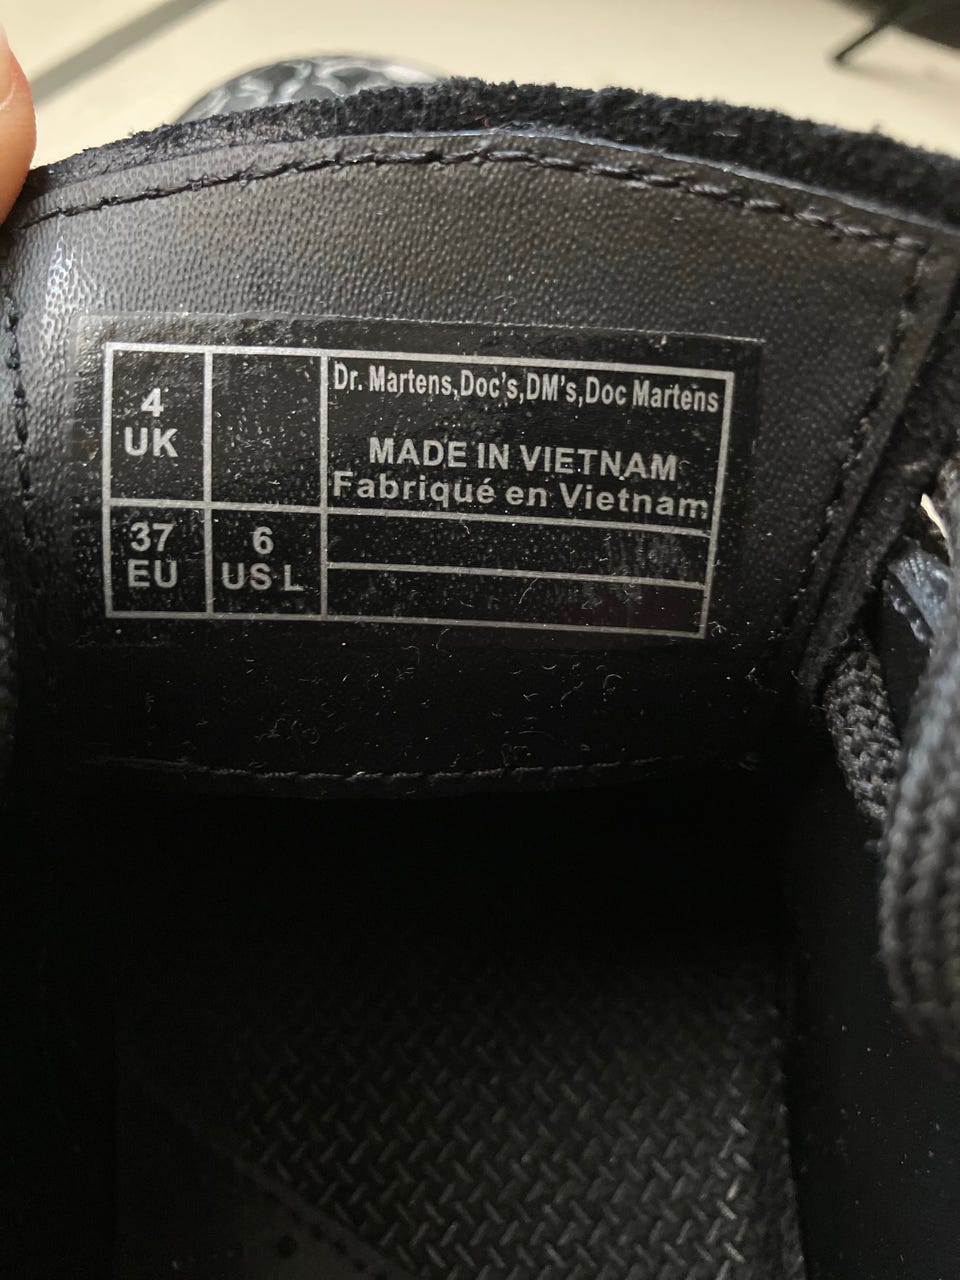 4
UK
Dr. Martens,Doc's,DM's,Doc Martens
MADE IN VIETNAM
Fabriqué en Vietnam
37
EU
6
US L